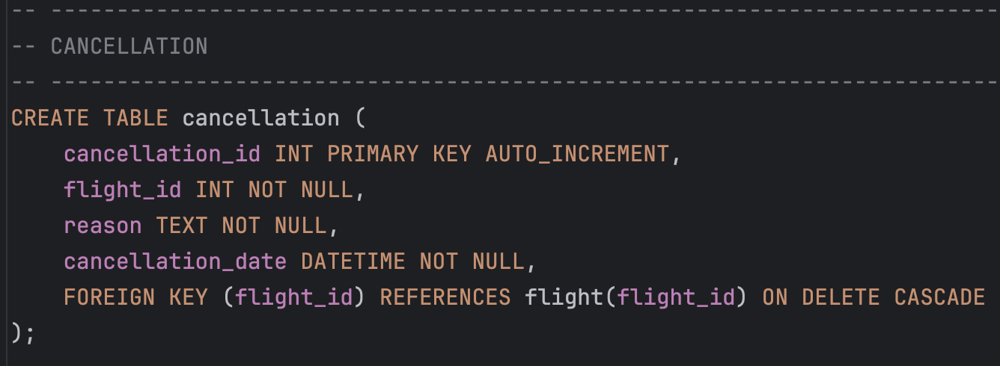 -- ------------------------------------------------------------------------
-- CANCELLATION
-- ------------------------------------------------------------------------
CREATE TABLE cancellation (
    cancellation_id INT PRIMARY KEY AUTO_INCREMENT,
    flight_id INT NOT NULL,
    reason TEXT NOT NULL,
    cancellation_date DATETIME NOT NULL,
    FOREIGN KEY (flight_id) REFERENCES flight(flight_id) ON DELETE CASCADE
);